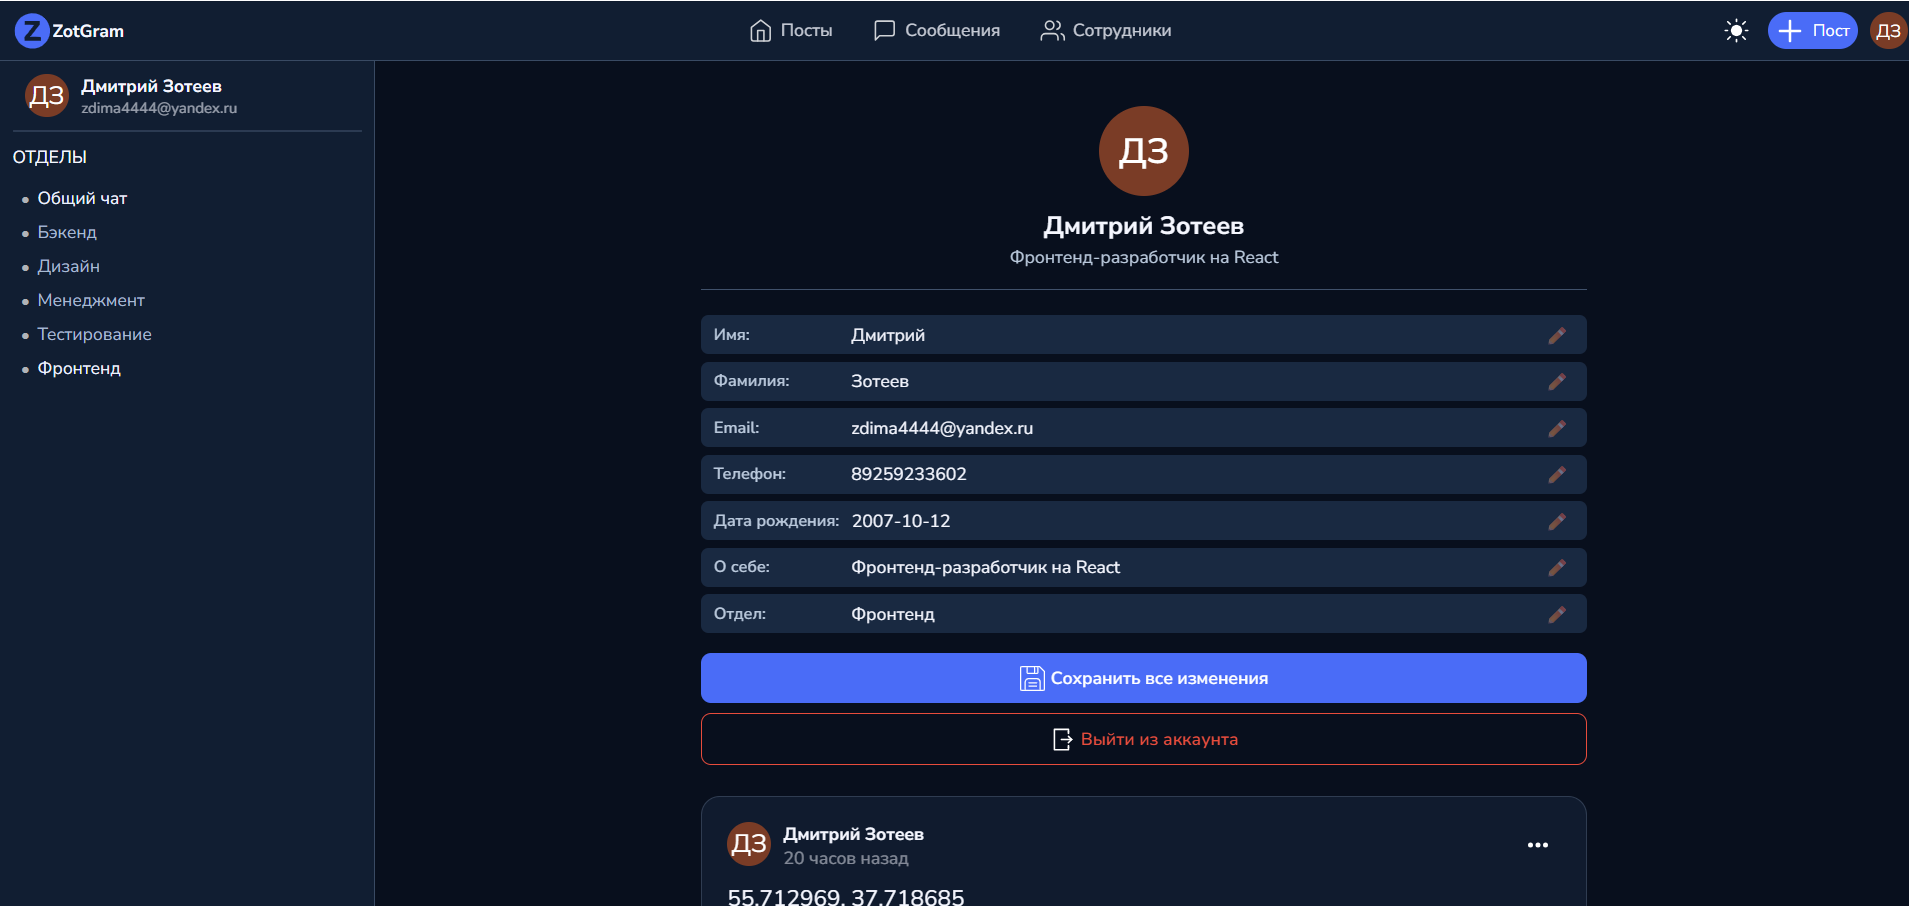 Z ZotGram
Посты
Сообщения
Сотрудники
Пост
ДЗ
ДЗ
Дмитрий Зотеев
zdima4444@yandex.ru
ОТДЕЛЫ
Общий чат
Бэкенд
Дизайн
Менеджмент
Тестирование
Фронтенд
ДЗ
Дмитрий Зотеев
Фронтенд-разработчик на React
Имя: Дмитрий
Фамилия: Зотеев
Email: zdima4444@yandex.ru
Телефон: 89259233602
Дата рождения: 2007-10-12
О себе: Фронтенд-разработчик на React
Отдел: Фронтенд
Сохранить все изменения
Выйти из аккаунта
ДЗ
Дмитрий Зотеев
20 часов назад
55.712969, 37.718685